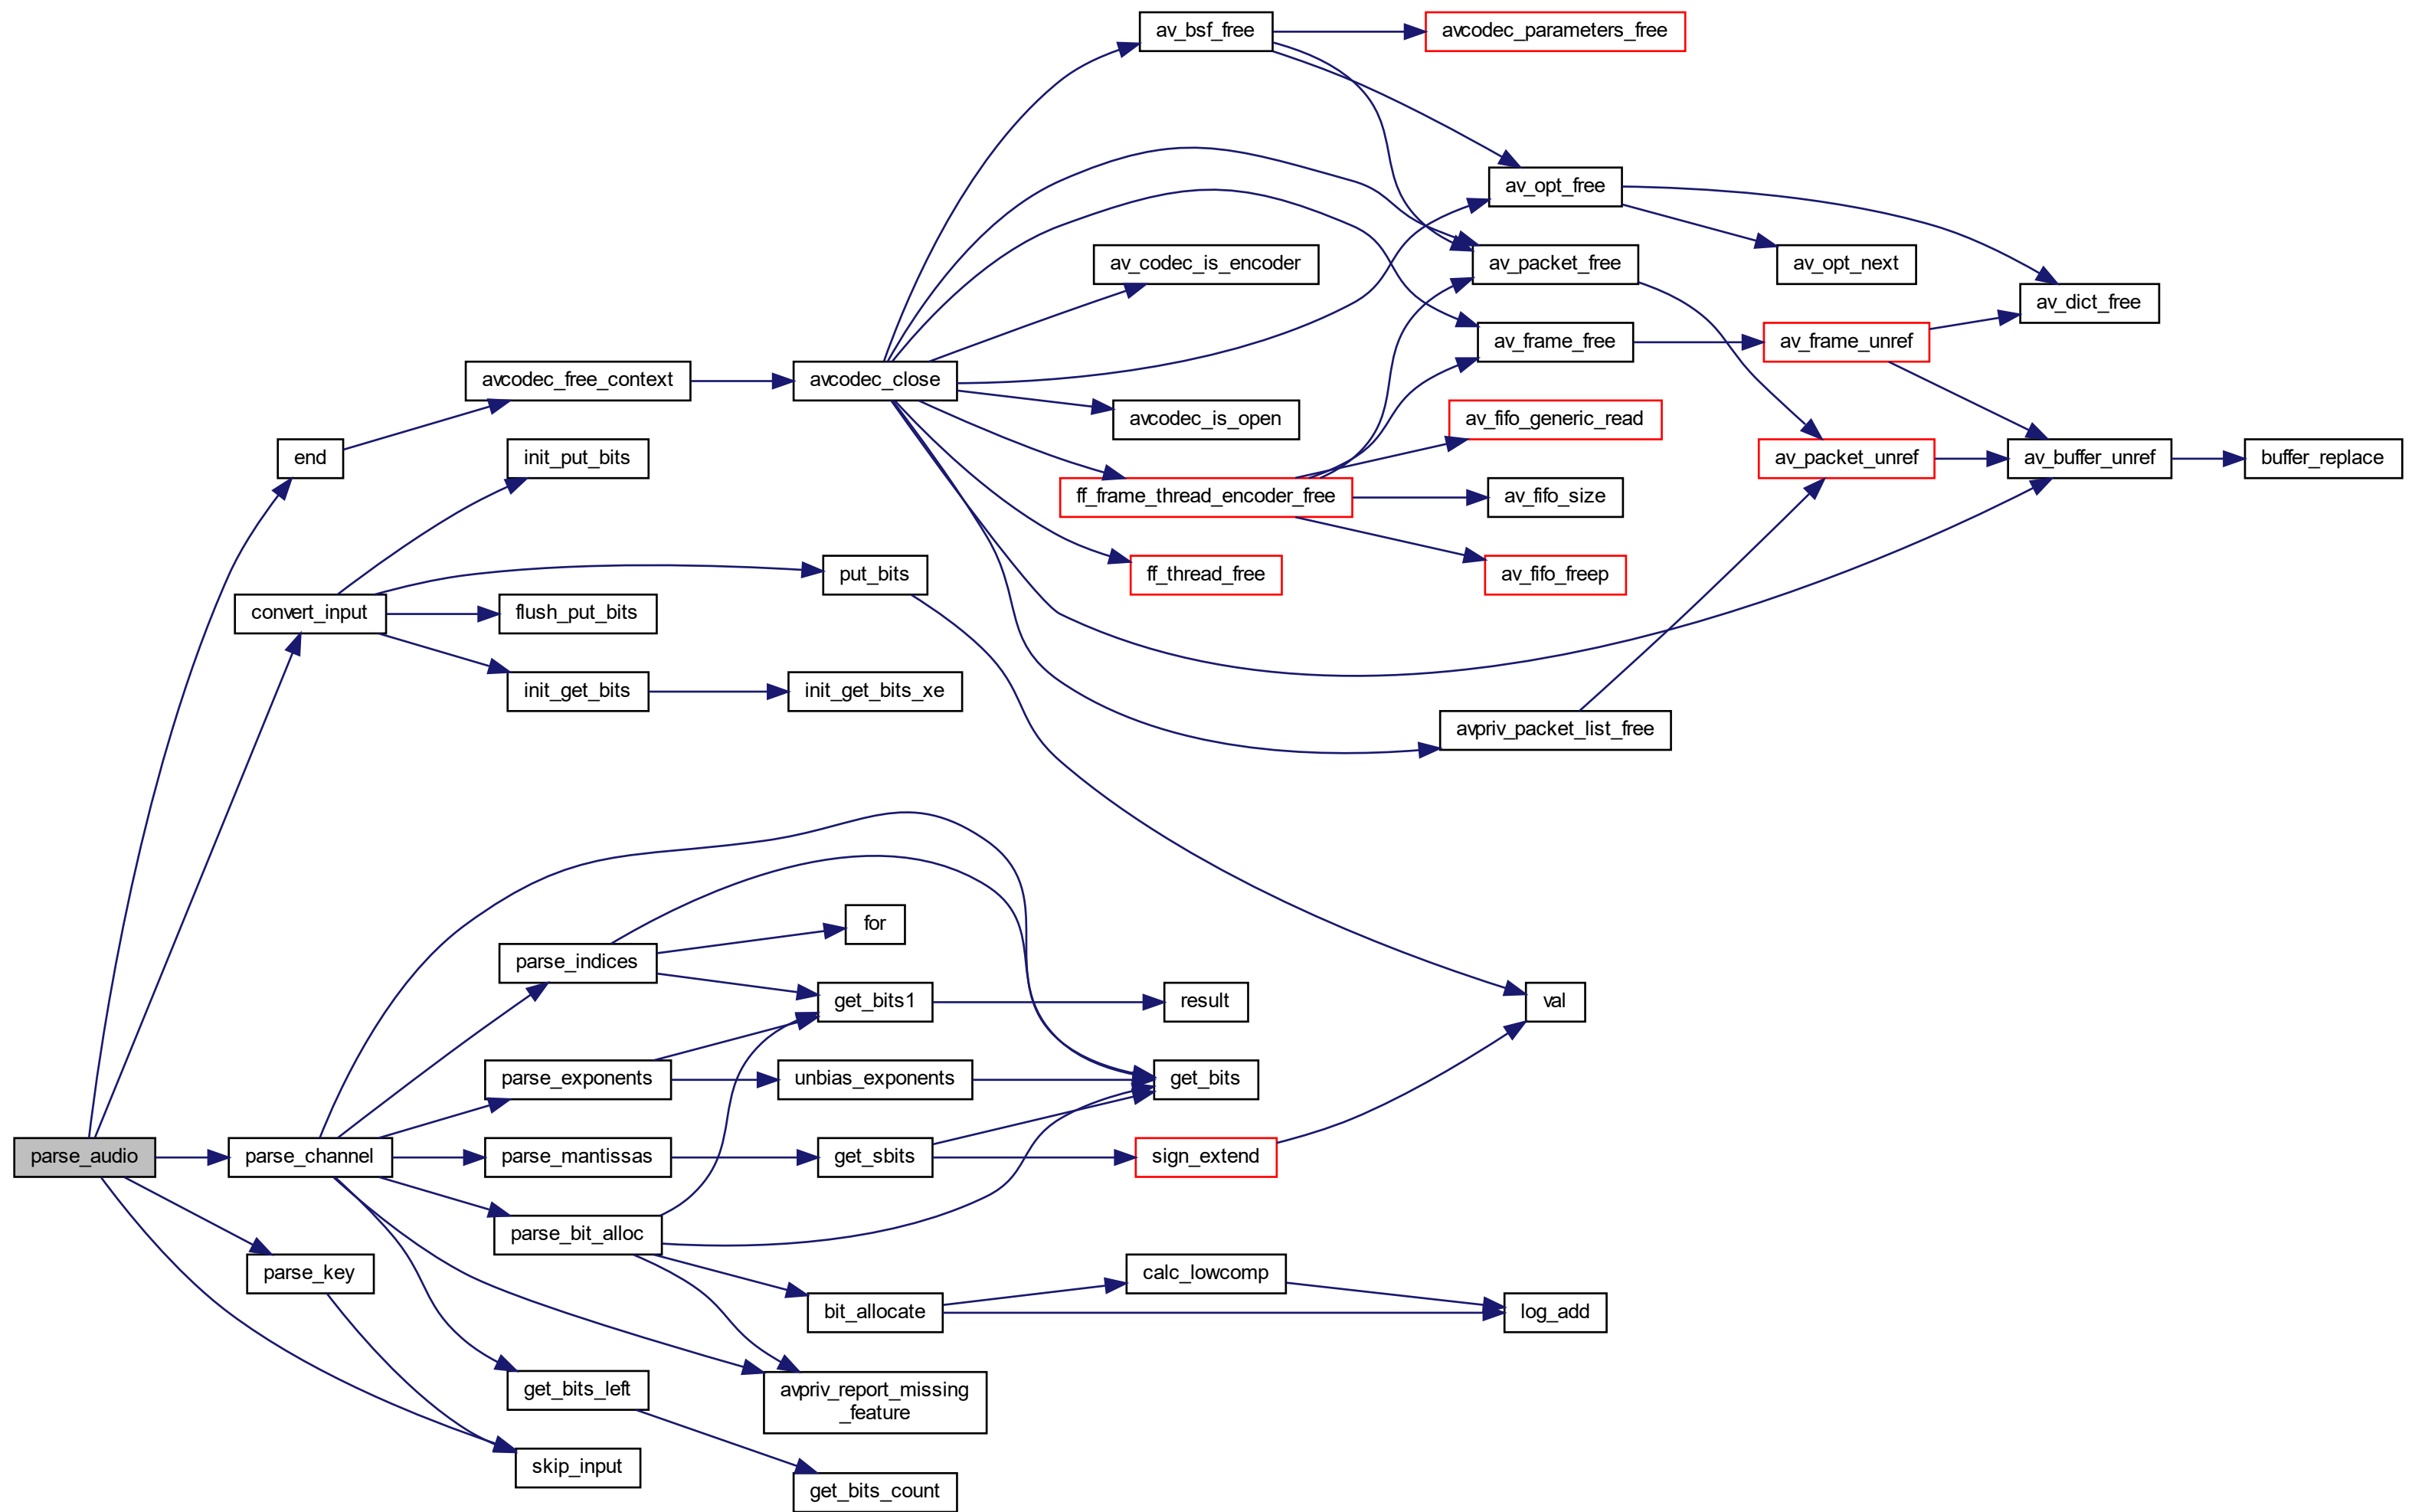 av_bsf_free
avcodec_parameters_free
av_opt_free
av_codec_is_encoder
av_packet_free
av_opt_next
av_dict_free
av_frame_free
av_frame_unref
avcodec_free_context
avcodec_close
avcodec_is_open
av_fifo_generic_read
end
init_put_bits
av_packet_unref
av_buffer_unref
buffer_replace
ff_frame_thread_encoder_free
av_fifo_size
put_bits
ff_thread_free
av_fifo_freep
convert_input
flush_put_bits
init_get_bits
init_get_bits_xe
avpriv_packet_list_free
for
parse_indices
get_bits1
result
val
parse_exponents
unbias_exponents
get_bits
parse_audio
parse_channel
parse_mantissas
get_sbits
sign_extend
parse_bit_alloc
parse_key
calc_lowcomp
bit_allocate
log_add
get_bits_left
avpriv_report_missing
_feature
skip_input
get_bits_count